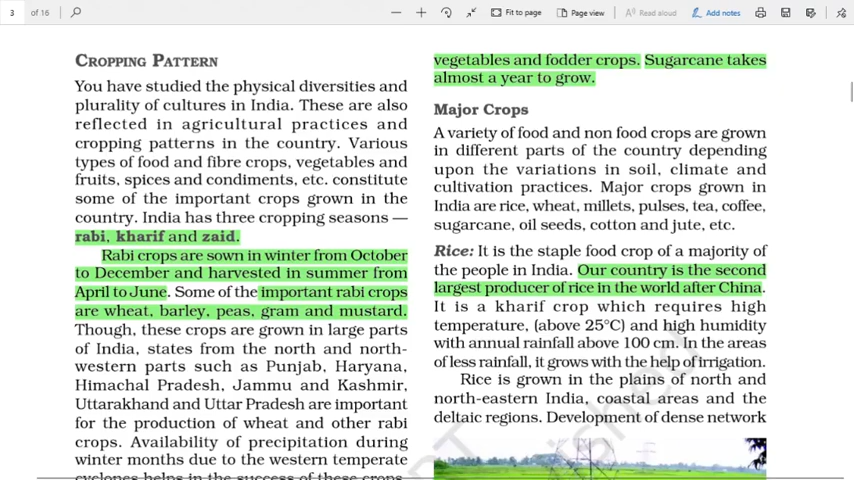 3 of 16
Fit to page
Page view
Read aloud
Add notes
CROPPING PATTERN
You have studied the physical diversities and
plurality of cultures in India. These are also
reflected in agricultural practices and
cropping patterns in the country. Various
types of food and fibre crops, vegetables and
fruits, spices and condiments, etc. constitute
some of the important crops grown in the
country. India has three cropping seasons —
rabi, kharif and zaid.
Rabi crops are sown in winter from October
to December and harvested in summer from
April to June. Some of the important rabi crops
are wheat, barley, peas, gram and mustard.
Though, these crops are grown in large parts
of India, states from the north and north-
western parts such as Punjab, Haryana,
Himachal Pradesh, Jammu and Kashmir,
Uttarakhand and Uttar Pradesh are important
for the production of wheat and other rabi
crops. Availability of precipitation during
winter months due to the western temperate
cyclones helps in the success of these crops.
vegetables and fodder crops. Sugarcane takes
almost a year to grow.
Major Crops
A variety of food and non food crops are grown
in different parts of the country depending
upon the variations in soil, climate and
cultivation practices. Major crops grown in
India are rice, wheat, millets, pulses, tea, coffee,
sugarcane, oil seeds, cotton and jute, etc.
Rice: It is the staple food crop of a majority of
the people in India. Our country is the second
largest producer of rice in the world after China.
It is a kharif crop which requires high
temperature, (above 25°C) and high humidity
with annual rainfall above 100 cm. In the areas
of less rainfall, it grows with the help of irrigation.
Rice is grown in the plains of north and
north-eastern India, coastal areas and the
deltaic regions. Development of dense network